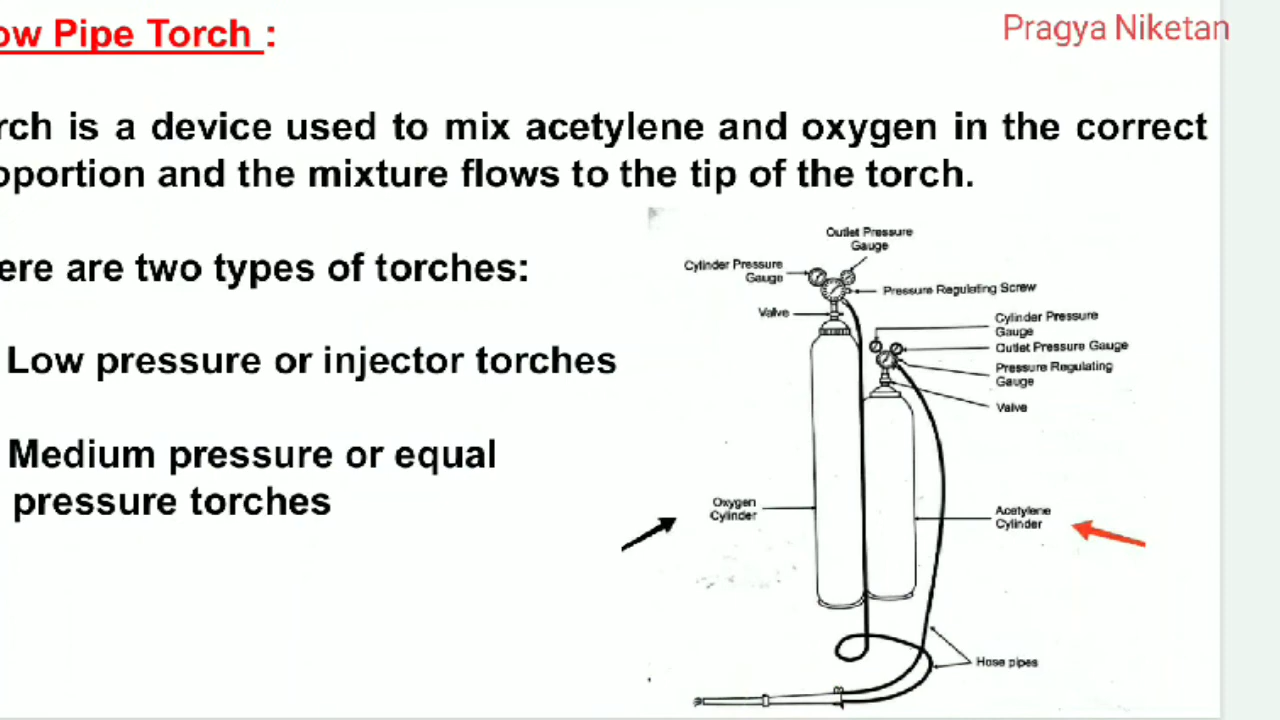 ow Pipe Torch :
Pragya Niketan
rch is a device used to mix acetylene and oxygen in the correct
oportion and the mixture flows to the tip of the torch.
ere are two types of torches:
Low pressure or injector torches
Medium pressure or equal
pressure torches
Outlet Pressure
Gauge
Cylinder Pressure
Gauge
Pressure Regulating Screw
Valve
Cylinder Pressure
Gauge
Outlet Pressure Gauge
Pressure Regulating
Gauge
Valve
Oxygen
Cylinder
Acetylene
Cylinder
Hose pipes